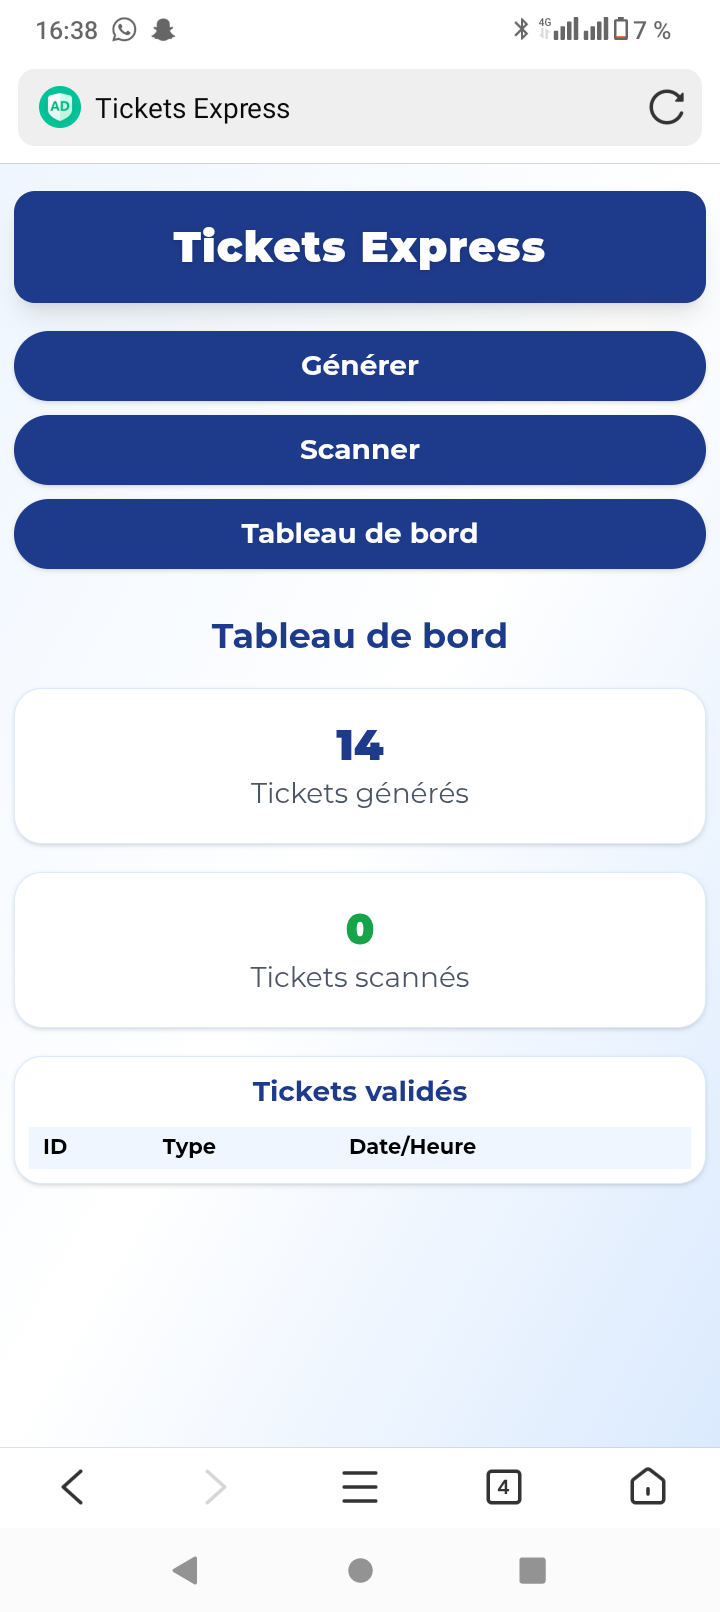 16:38
4G
7 %
AD
Tickets Express
Tickets Express
Générer
Scanner
Tableau de bord
Tableau de bord
14
Tickets générés
0
Tickets scannés
Tickets validés
ID Type Date/Heure
4